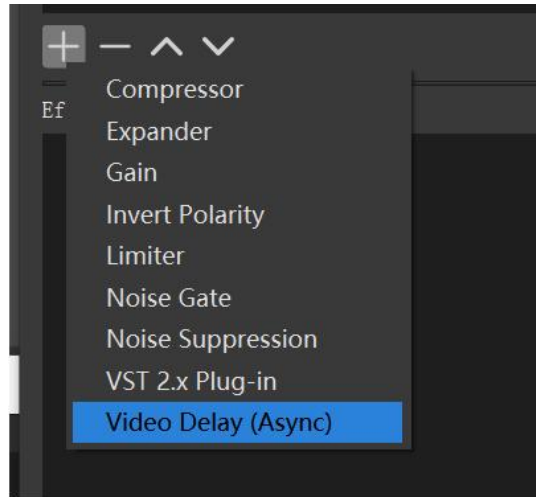 Compressor
Ef
Expander
Gain
Invert Polarity
Limiter
Noise Gate
Noise Suppression
VST 2.x Plug-in
Video Delay (Async)